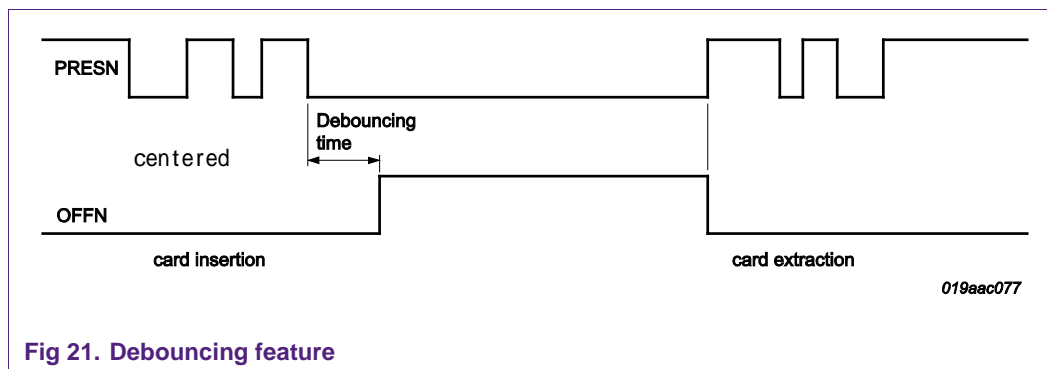 PRESN
Debouncing
time
centered
OFFN
card insertion
card extraction
019aac077
Fig 21. Debouncing feature